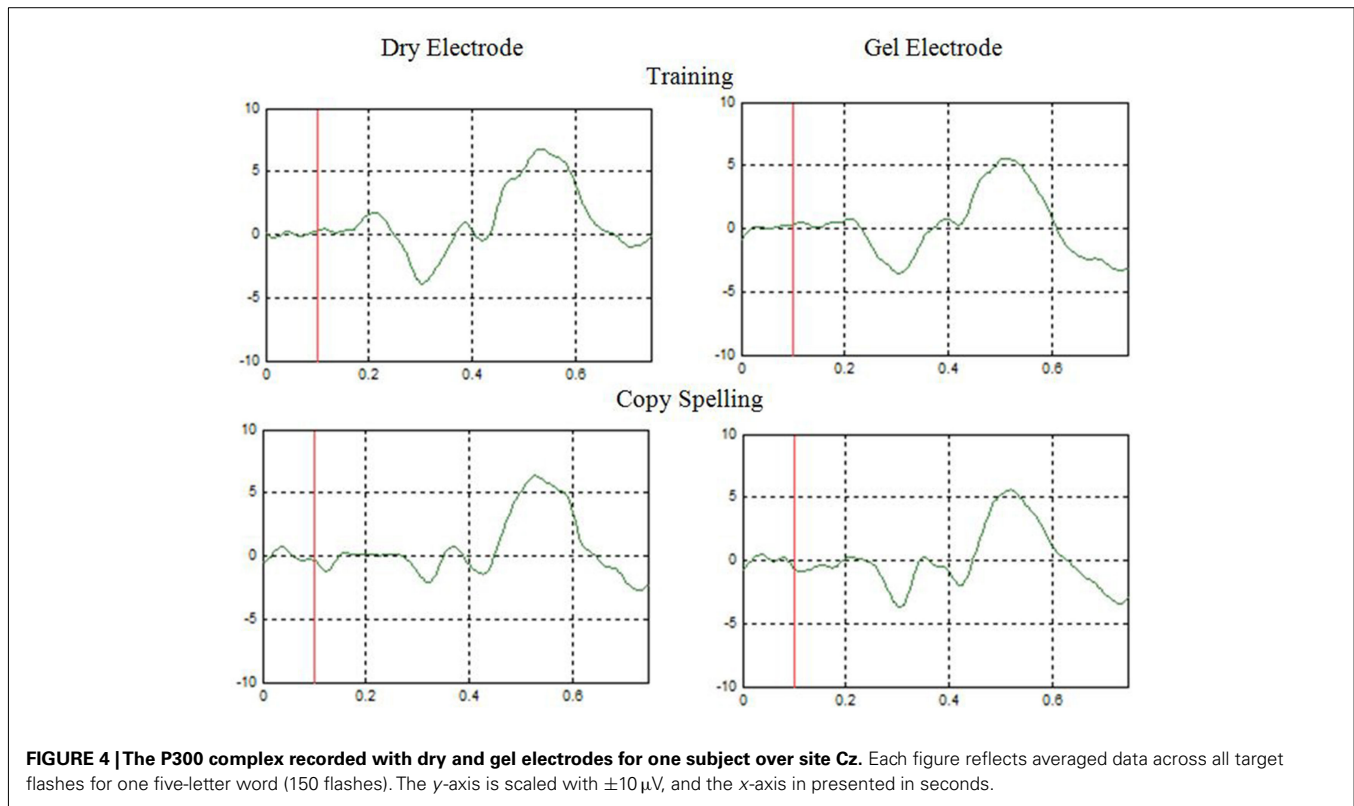 Dry Electrode Gel Electrode
Training
10 10
5 5
0 0
-5 -5
-10 -10
0 0.2 0.4 0.6 0 0.2 0.4 0.6
Copy Spelling
10 10
5 5
0 0
-5 -5
-10 -10
0 0.2 0.4 0.6 0 0.2 0.4 0.6
FIGURE 4 | The P300 complex recorded with dry and gel electrodes for one subject over site Cz. Each figure reflects averaged data across all target
flashes for one five-letter word (150 flashes). The y-axis is scaled with ±10 μV, and the x-axis in presented in seconds.